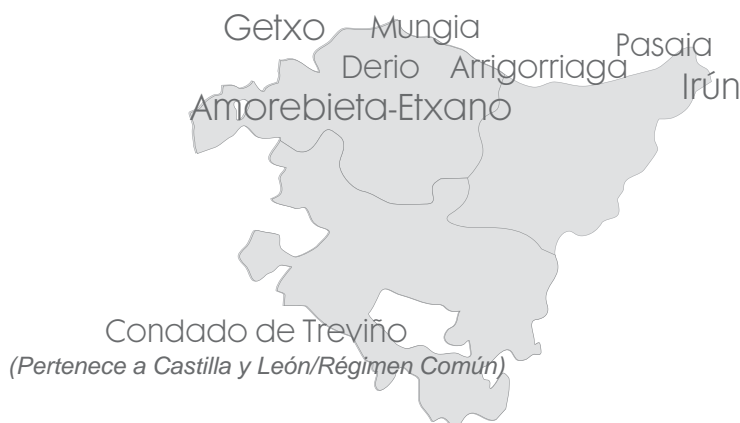 Getxo Mungia
Pasaia
Derio Arrigorriaga
Irún
Amorebieta-Etxano
Condado de Treviño
(Pertenece a Castilla y León/Régimen Común)